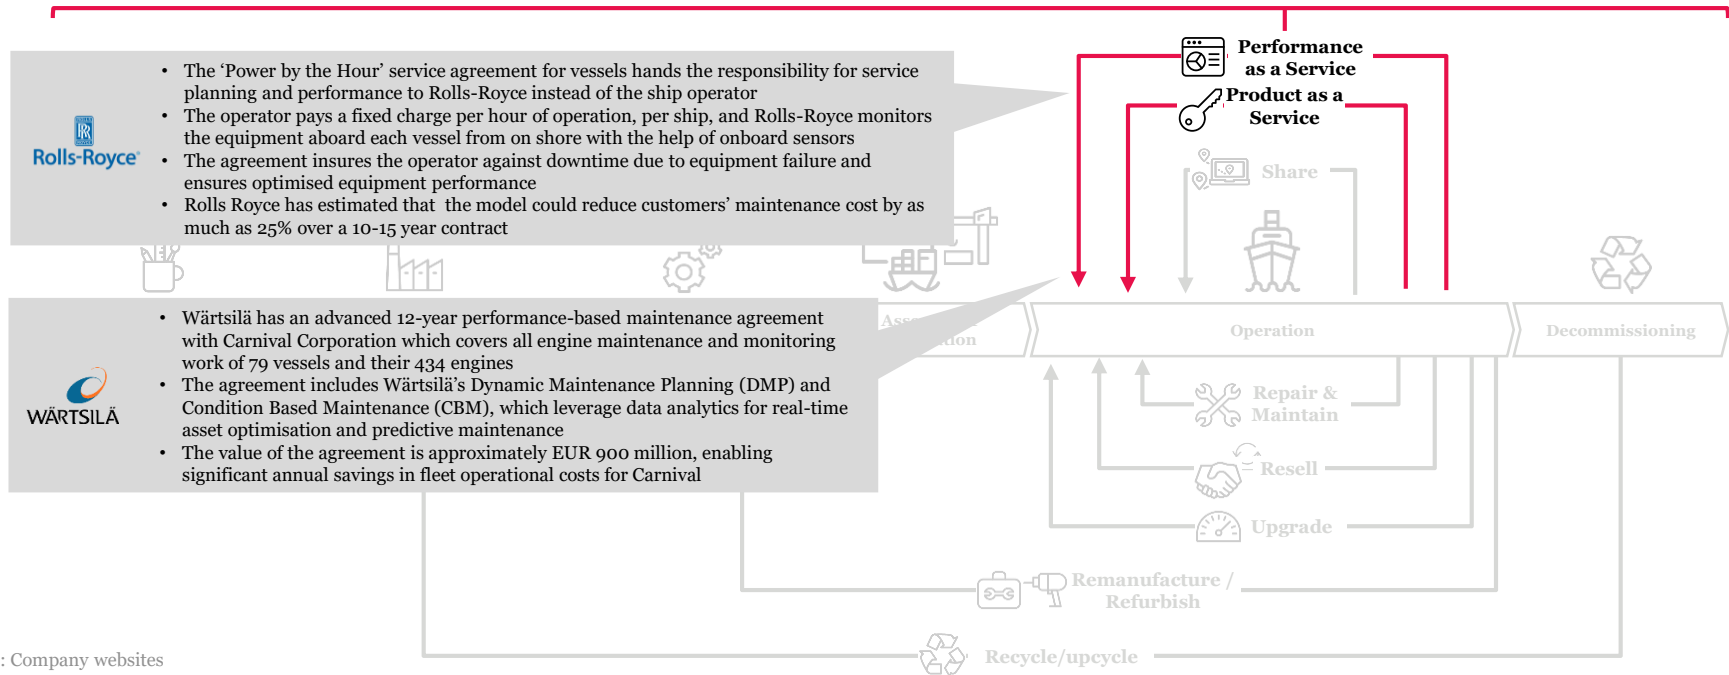 Performance
as a Service
Product as a
Service
• The ‘Power by the Hour’ service agreement for vessels hands the responsibility for service
planning and performance to Rolls-Royce instead of the ship operator
• The operator pays a fixed charge per hour of operation, per ship, and Rolls-Royce monitors
the equipment aboard each vessel from on shore with the help of onboard sensors
• The agreement insures the operator against downtime due to equipment failure and
ensures optimised equipment performance
• Rolls Royce has estimated that the model could reduce customers’ maintenance cost by as
much as 25% over a 10-15 year contract
RR
Rolls-Royce
Share
• Wärtsilä has an advanced 12-year performance-based maintenance agreement
with Carnival Corporation which covers all engine maintenance and monitoring
work of 79 vessels and their 434 engines
• The agreement includes Wärtsilä’s Dynamic Maintenance Planning (DMP) and
Condition Based Maintenance (CBM), which leverage data analytics for real-time
asset optimisation and predictive maintenance
• The value of the agreement is approximately EUR 900 million, enabling
significant annual savings in fleet operational costs for Carnival
WÄRTSILÄ
Operation
Decommissioning
Repair &
Maintain
Resell
Upgrade
Remanufacture /
Refurbish
Recycle/upcycle
: Company websites